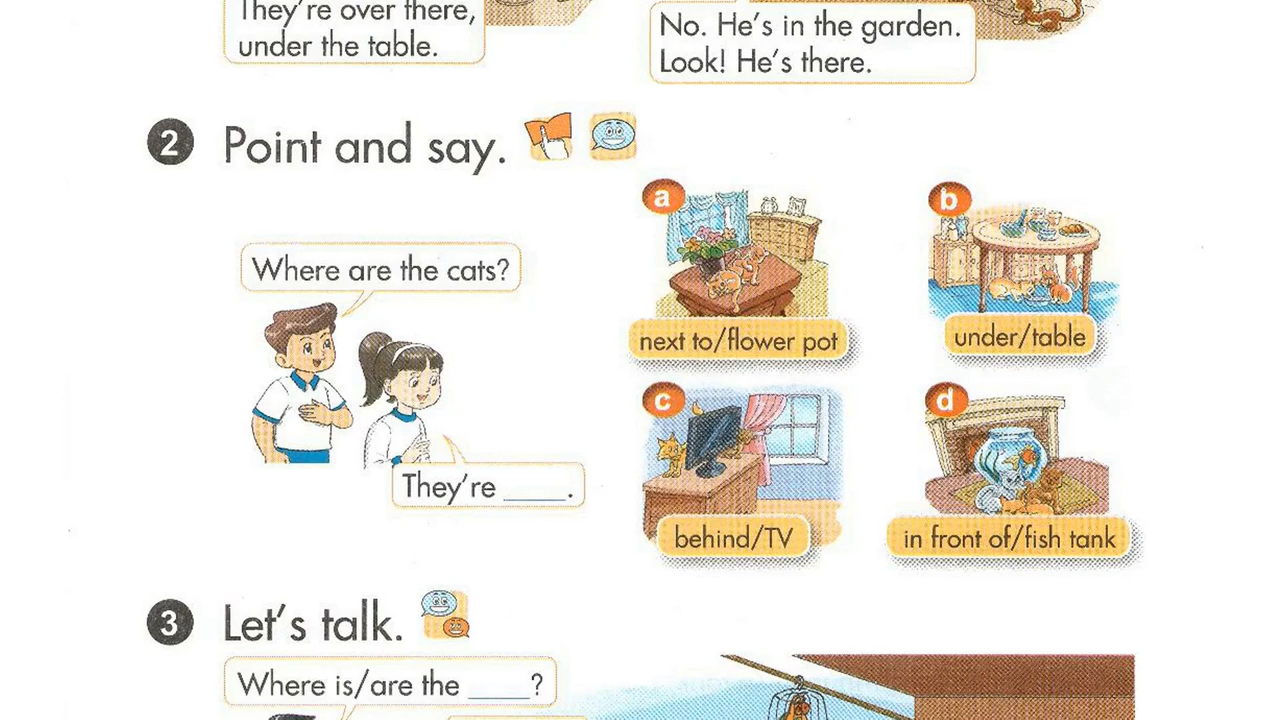 They're over there,
under the table.
No. He's in the garden.
Look! He's there.
2 Point and say.
Where are the cats?
They're ____.
a
next to/flower pot
b
under/table
c
behind/TV
d
in front of/fish tank
3 Let's talk.
Where is/are the ____?